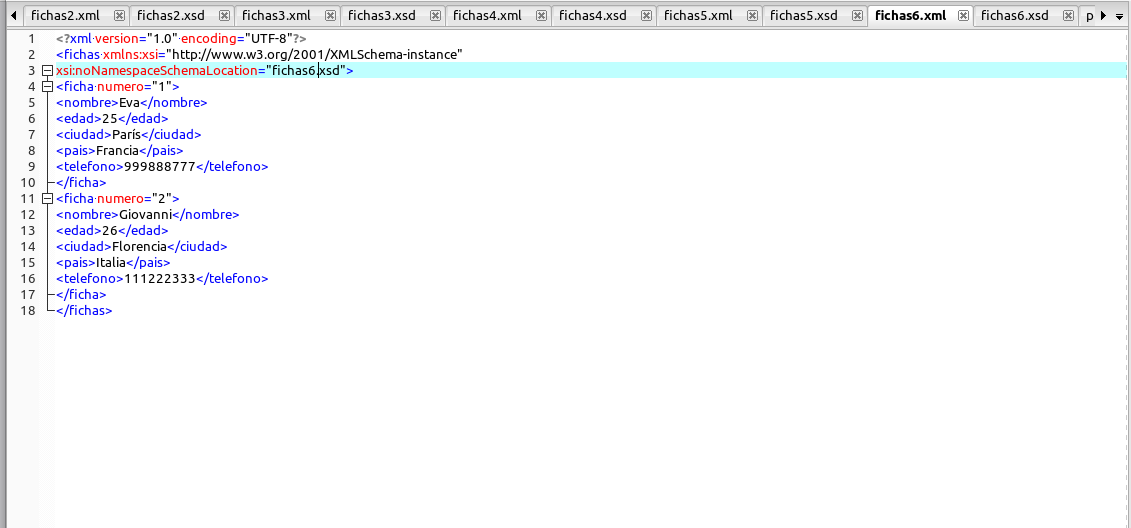 fichas2.xml fichas2.xsd fichas3.xml fichas3.xsd fichas4.xml fichas4.xsd fichas5.xml fichas5.xsd fichas6.xml fichas6.xsd p
1 <?xml version="1.0" encoding="UTF-8"?>
2 <fichas xmlns:xsi="http://www.w3.org/2001/XMLSchema-instance"
3 xsi:noNamespaceSchemaLocation="fichas6.xsd">
4 <ficha numero="1">
5 <nombre>Eva</nombre>
6 <edad>25</edad>
7 <ciudad>París</ciudad>
8 <pais>Francia</pais>
9 <telefono>999888777</telefono>
10 </ficha>
11 <ficha numero="2">
12 <nombre>Giovanni</nombre>
13 <edad>26</edad>
14 <ciudad>Florencia</ciudad>
15 <pais>Italia</pais>
16 <telefono>111222333</telefono>
17 </ficha>
18 </fichas>